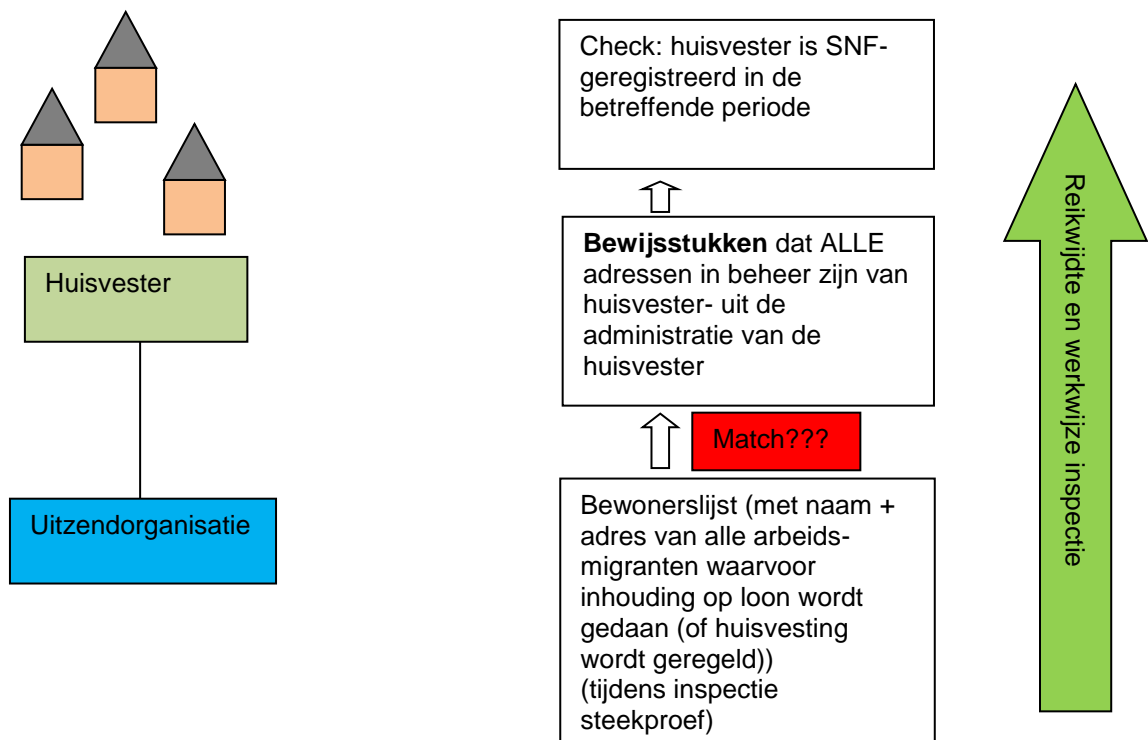 Huisvester
Uitzendorganisatie
Check: huisvester is SNF-
geregistreerd in de
betreffende periode
Bewijsstukken dat ALLE
adressen in beheer zijn van
huisvester- uit de
administratie van de
huisvester
Match???
Bewonerslijst (met naam +
adres van alle arbeids-
migranten waarvoor
inhouding op loon wordt
gedaan (of huisvesting
wordt geregeld))
(tijdens inspectie
steekproef)
Reikwijdte en werkwijze inspectie